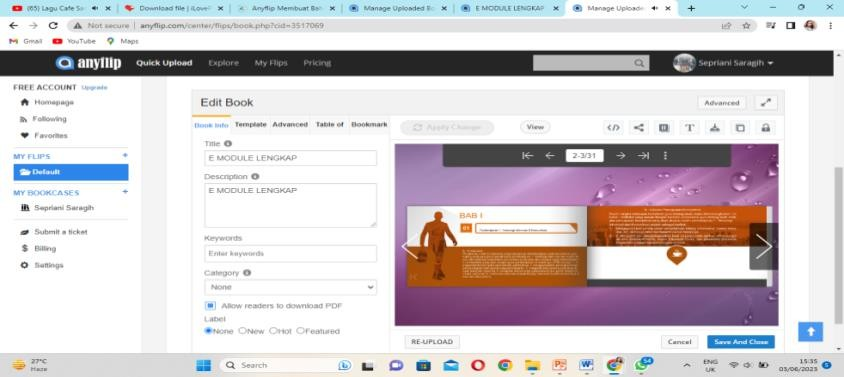 (65) Lagu Cafe Sa
Download file | iLoveP
Anyflip Membuat Bah
Manage Uploaded Bo
E MODULE LENGKAP
Manage Uploade
Not secure | anyflip.com/center/flips/book.php?cid=3517069
Gmail YouTube Maps
anyflip Quick Upload Explore My Flips Pricing Sepriani Saragih
FREE ACCOUNT Upgrade
Homepage
Following
Favorites
MY FLIPS +
Default
MY BOOKCASES +
Sepriani Saragih
Submit a ticket
Billing
Settings
Edit Book Advanced
Book Info Template Advanced Table of Bookmark Apply Change View
Title
E MODULE LENGKAP
Description
E MODULE LENGKAP
Keywords
Enter keywords
Category
None
Allow readers to download PDF
Label
None New Hot Featured
2-3/31
BAB I
01
RE-UPLOAD Cancel Save And Close
27°C
Haze
Search
54
ENG
UK
15:35
03/06/2023